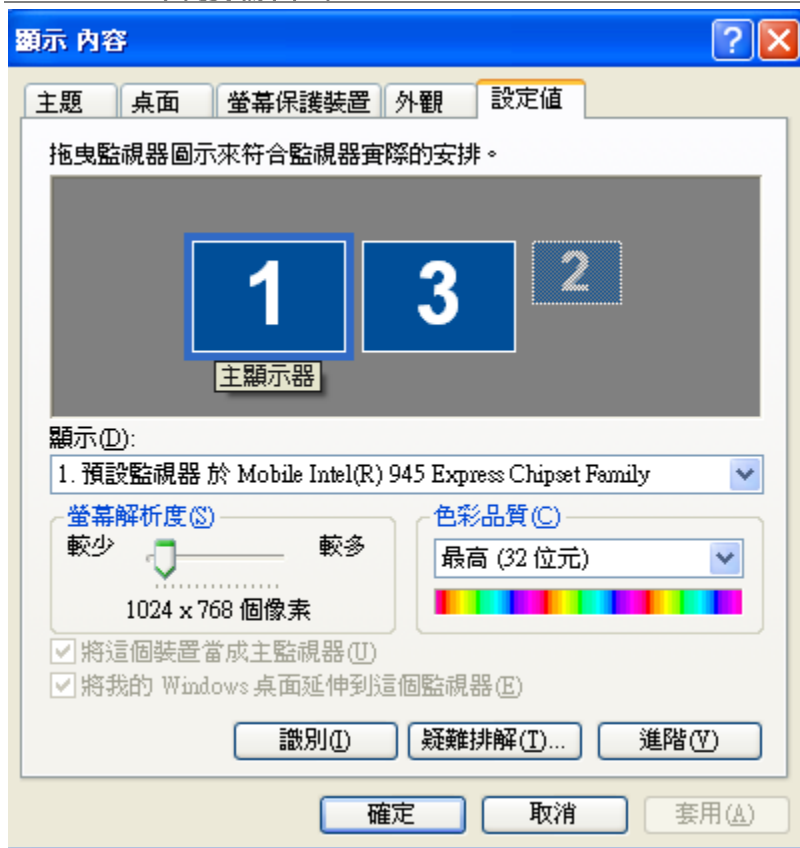 顯示 內容
主題 桌面 螢幕保護裝置 外觀 設定值
拖曳監視器圖示來符合監視器實際的安排。
1 3 2
主顯示器
顯示(D):
1. 預設監視器 於 Mobile Intel(R) 945 Express Chipset Family
螢幕解析度(S) 色彩品質(C)
較少 較多
最高 (32 位元)
1024 x 768 個像素
將這個裝置當成主監視器(U)
將我的 Windows 桌面延伸到這個監視器(E)
識別(I) 疑難排解(T)... 進階(V)
確定 取消 套用(A)